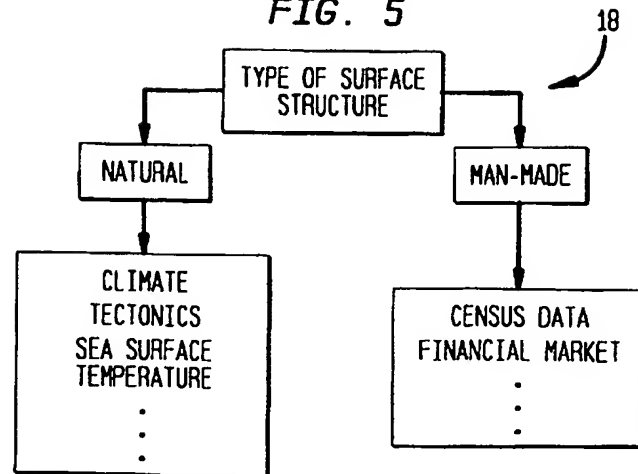 FIG. 5
18
TYPE OF SURFACE
STRUCTURE
NATURAL
MAN-MADE
CLIMATE
TECTONICS
SEA SURFACE
TEMPERATURE
CENSUS DATA
FINANCIAL MARKET